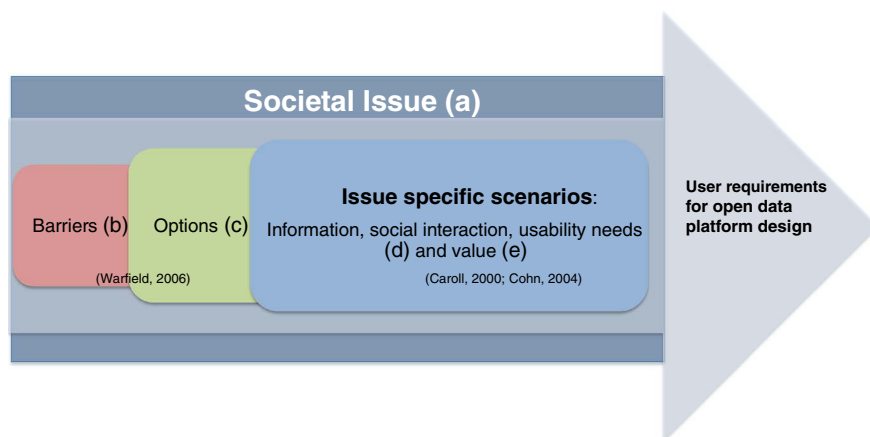 Societal Issue (a)
Barriers (b)
Options (c)
(Warfield, 2006)
Issue specific scenarios:
Information, social interaction, usability needs
(d) and value (e)
(Caroll, 2000; Cohn, 2004)
User requirements
for open data
platform design